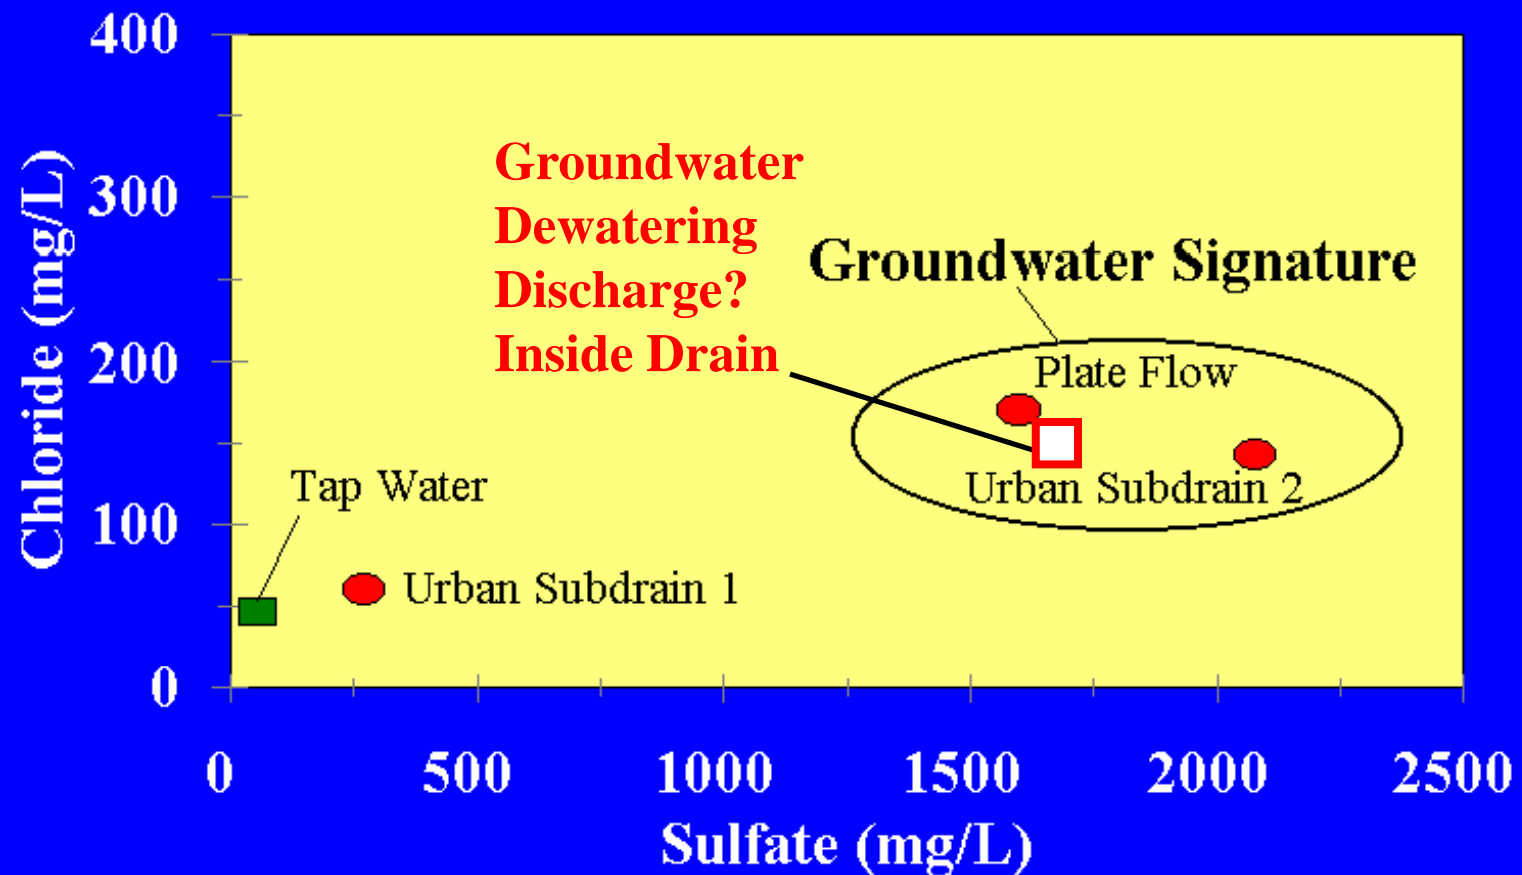 400
300
200
100
0
Chloride (mg/L)
Groundwater
Dewatering
Discharge?
Inside Drain
Groundwater Signature
Plate Flow
Urban Subdrain 2
Tap Water
Urban Subdrain 1
0 500 1000 1500 2000 2500
Sulfate (mg/L)